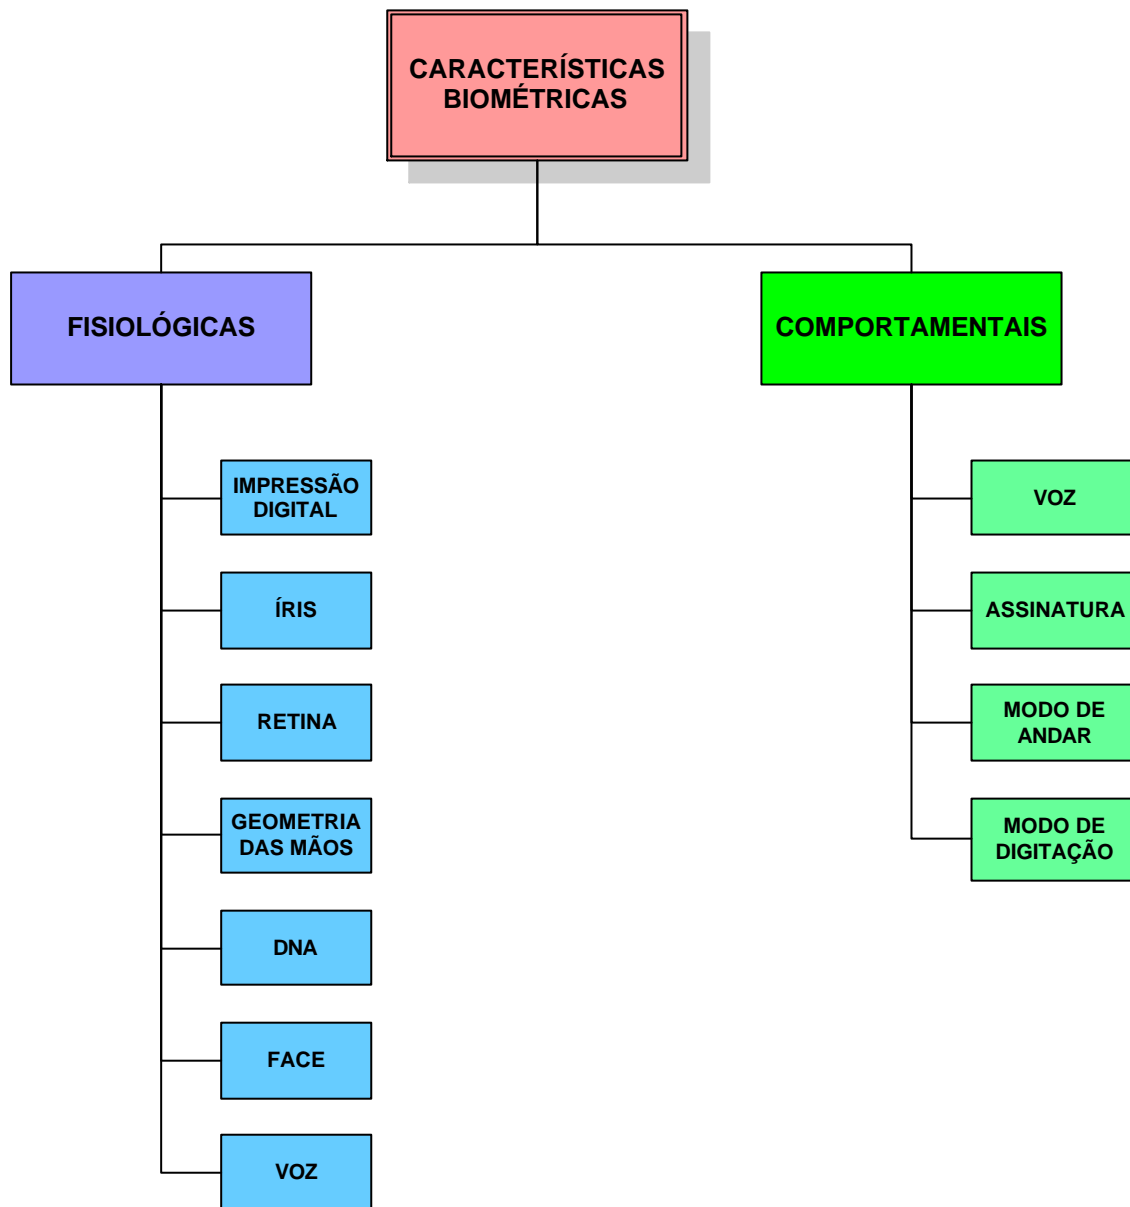 CARACTERÍSTICAS
BIOMÉTRICAS
FISIOLÓGICAS
COMPORTAMENTAIS
IMPRESSÃO
DIGITAL
ÍRIS
RETINA
GEOMETRIA
DAS MÃOS
DNA
FACE
VOZ
VOZ
ASSINATURA
MODO DE
ANDAR
MODO DE
DIGITAÇÃO